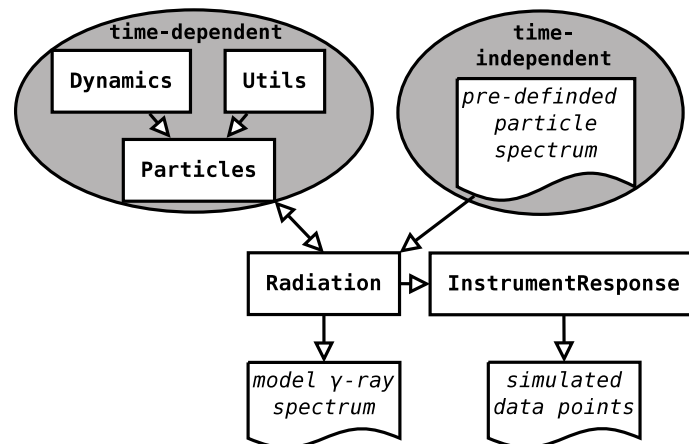 time-dependent
Dynamics
Utils
Particles
time-
independent
pre-definded
particle
spectrum
Radiation
InstrumentResponse
model γ-ray
spectrum
simulated
data points